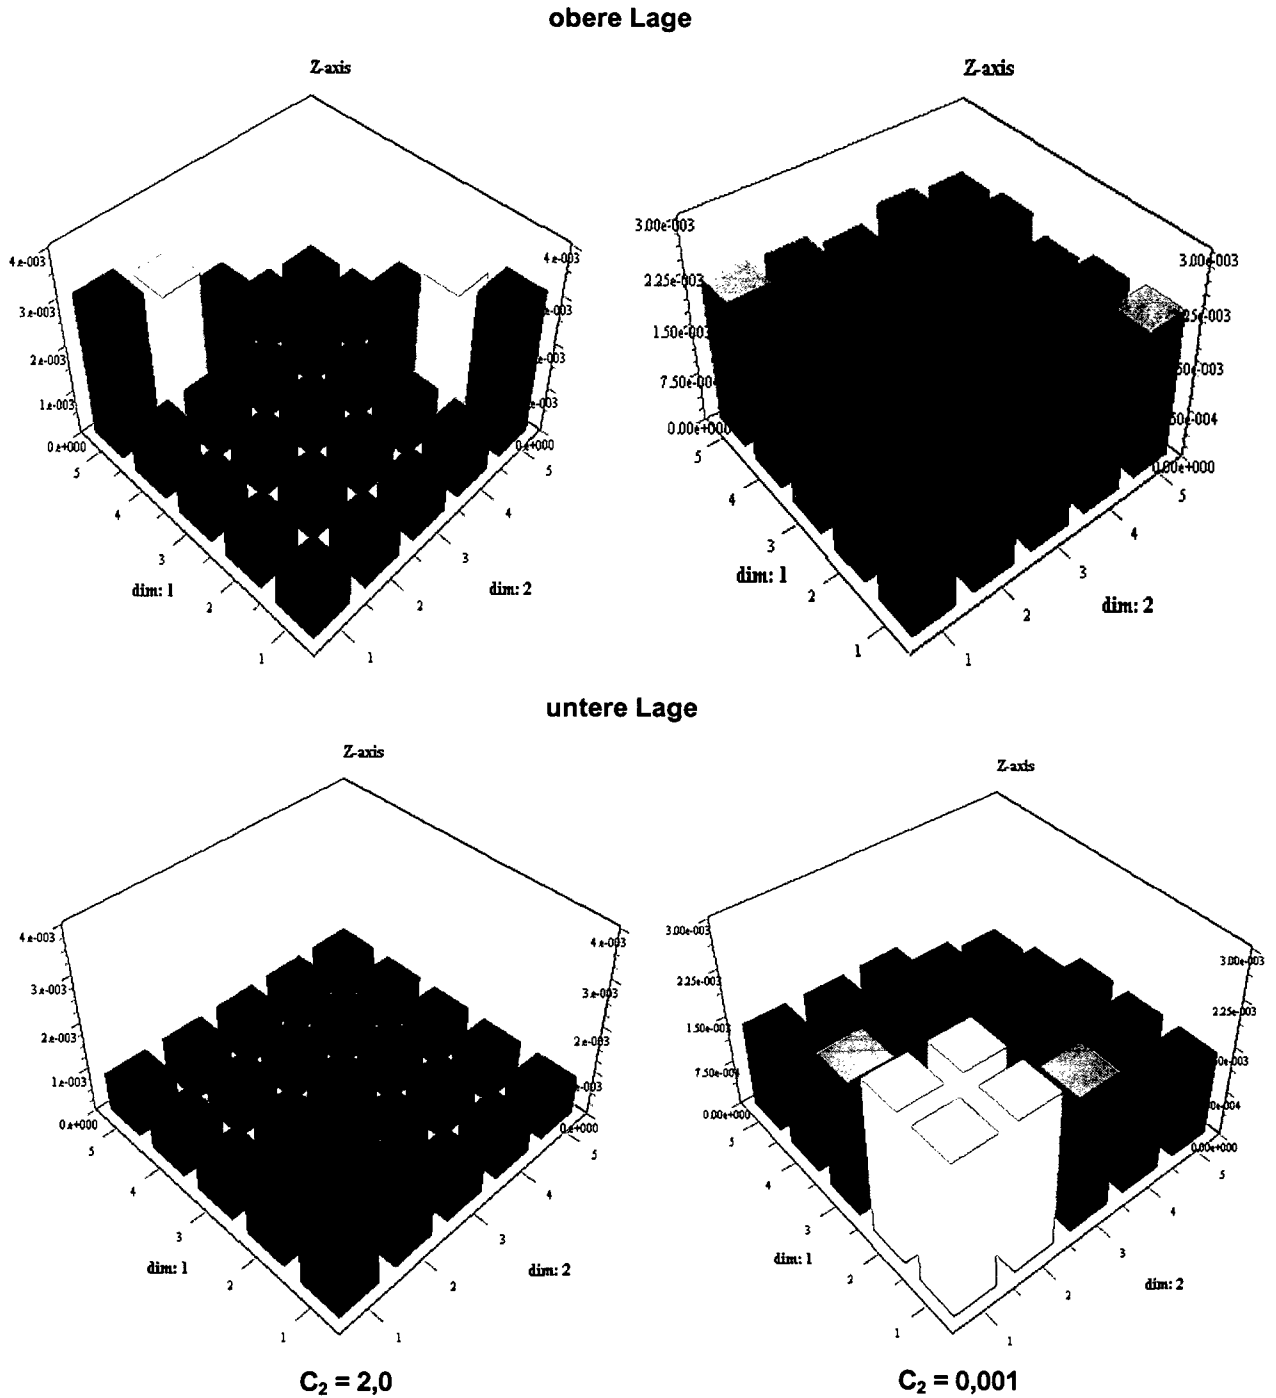 obere Lage
Z-axis
4.e-003
3.e-003
2.e-003
1.e-003
0.e+000
5
4
3
2
1
dim: 1
4.e-003
0.e+000
5
4
3
2
1
dim: 2
Z-axis
3.00e-003
2.25e-003
1.50e-003
7.50e-004
0.00e+000
5
4
3
2
1
dim: 1
3.00e-003
0.00e+000
5
4
3
2
1
dim: 2
untere Lage
Z-axis
4.e-003
3.e-003
2.e-003
1.e-003
0.e+000
5
4
3
2
1
dim: 1
4.e-003
3.e-003
2.e-003
0.e+000
5
4
3
2
1
dim: 2
C₂ = 2,0
Z-axis
3.00e-003
2.25e-003
1.50e-003
7.50e-004
0.00e+000
5
4
3
2
1
dim: 1
3.00e-003
2.25e-003
0.00e+000
5
4
3
2
1
dim: 2
C₂ = 0,001